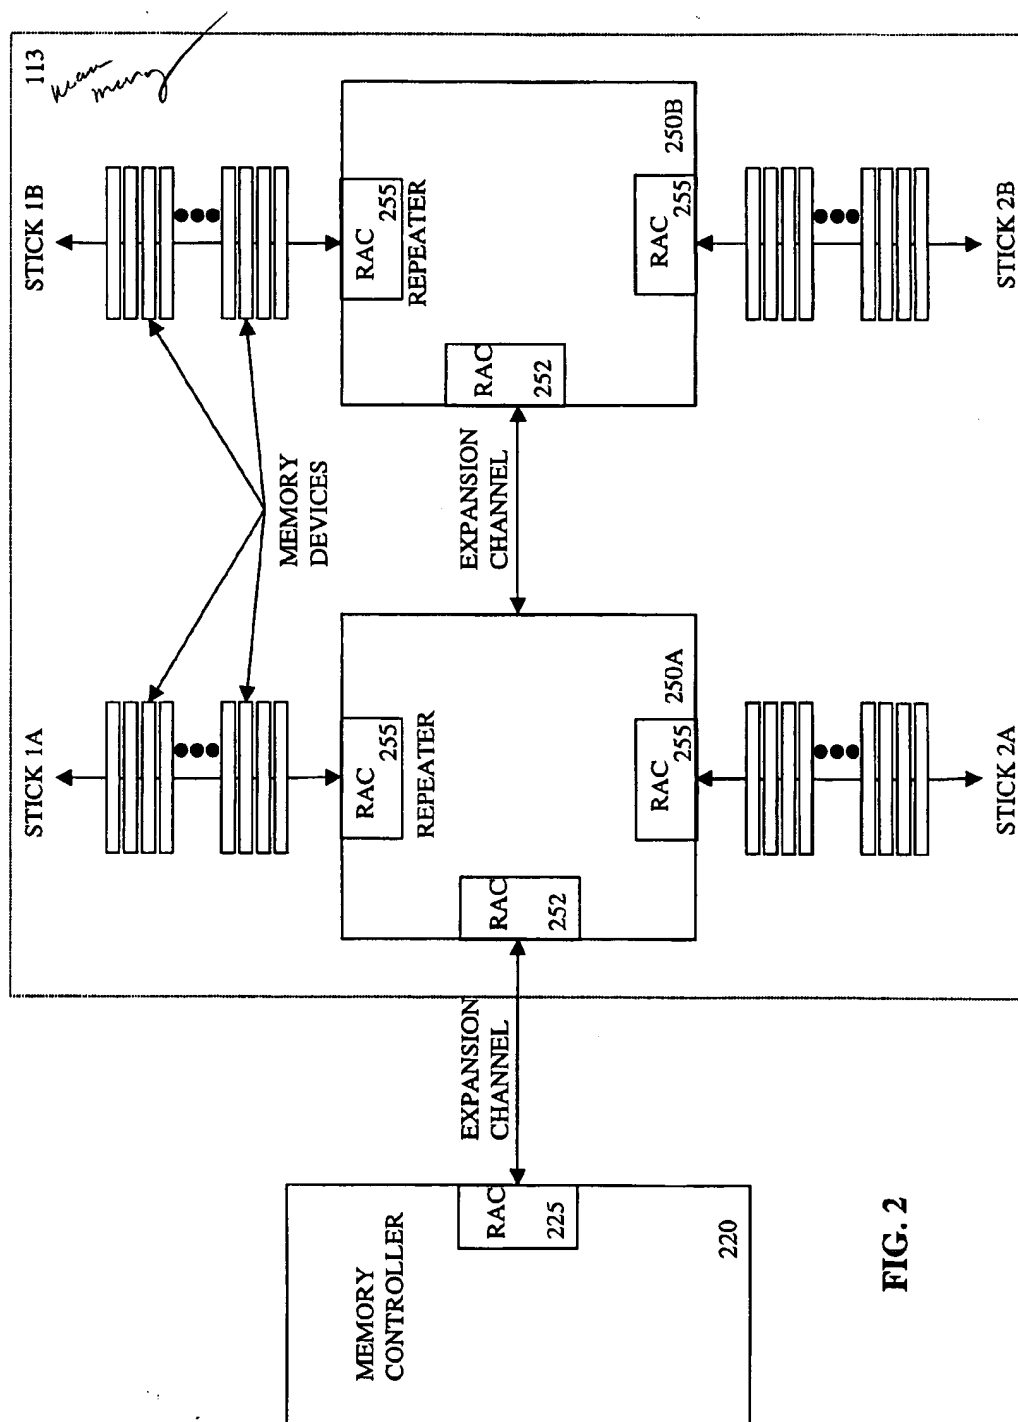 113
main
memory
STICK 1A
STICK 1B
MEMORY
DEVICES
MEMORY
CONTROLLER
RAC
225
220
EXPANSION
CHANNEL
RAC
255
REPEATER
RAC
252
RAC
255
250A
EXPANSION
CHANNEL
RAC
255
REPEATER
RAC
252
RAC
255
250B
STICK 2A
STICK 2B
FIG. 2